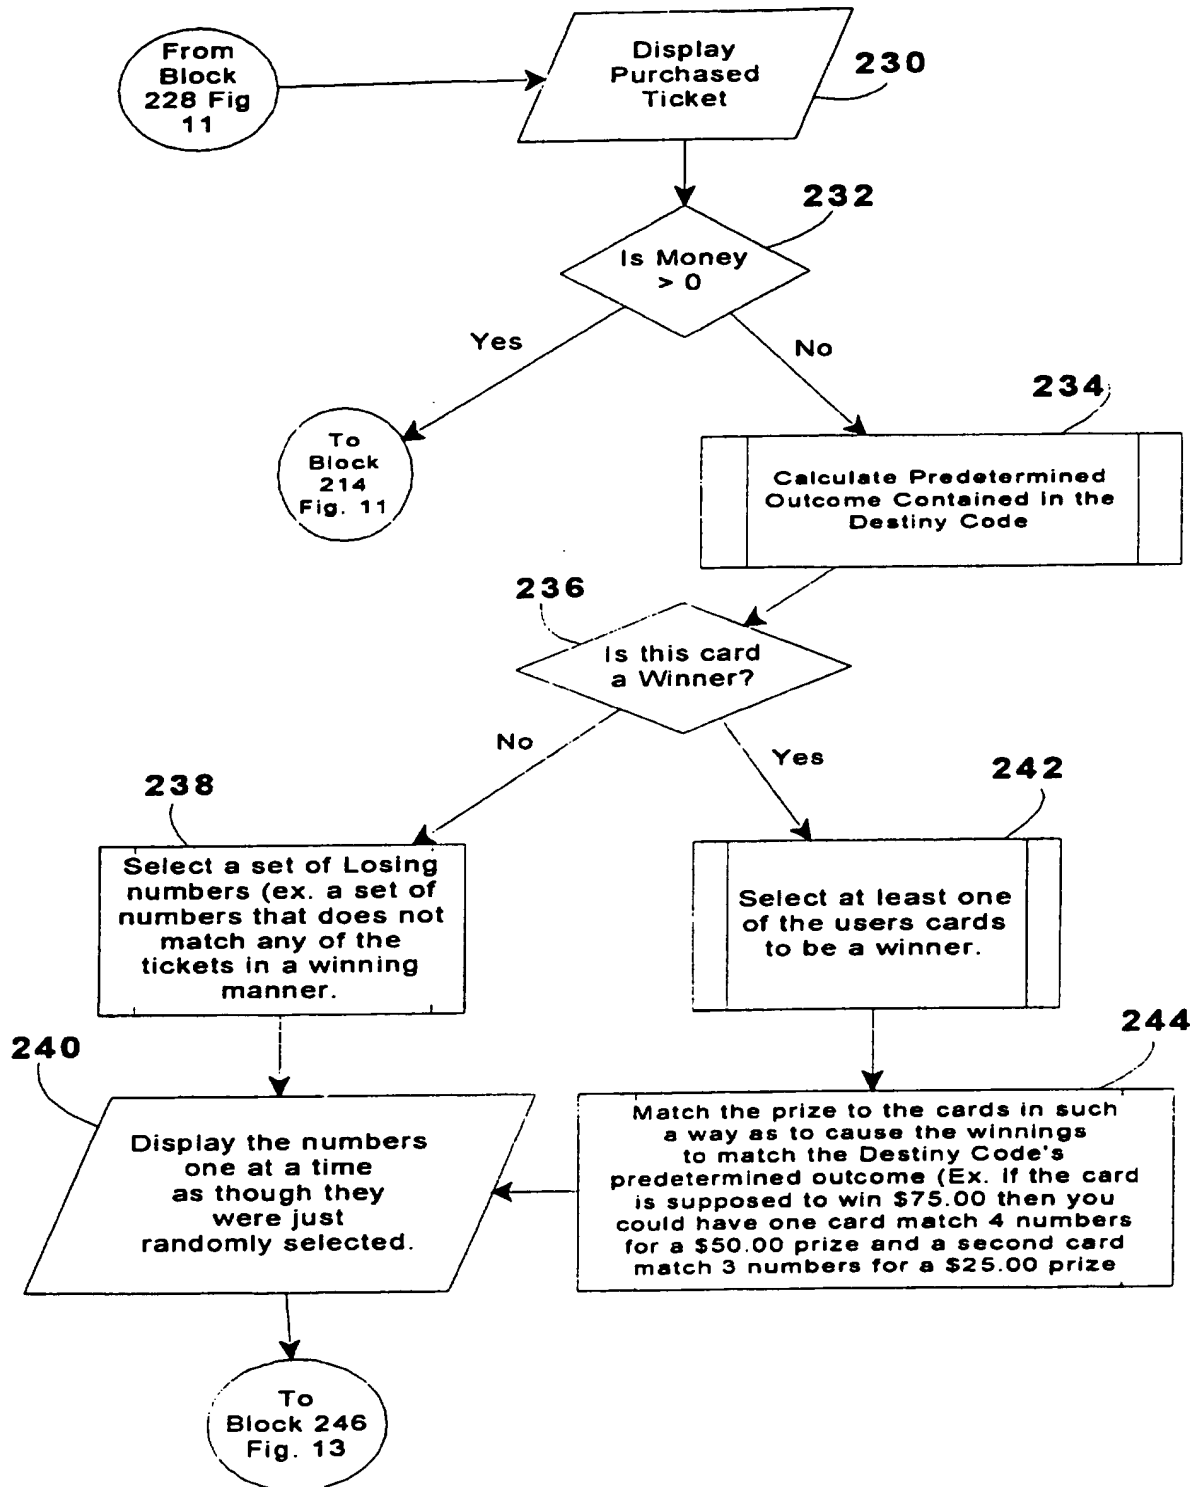 From
Block
228 Fig
11
Display
Purchased
Ticket
230
232
Is Money
> 0
Yes
No
234
To
Block
214
Fig. 11
Calculate Predetermined
Outcome Contained in the
Destiny Code
236
Is this card
a Winner?
No
Yes
238
242
Select a set of Losing
numbers (ex. a set of
numbers that does not
match any of the
tickets in a winning
manner.
Select at least one
of the users cards
to be a winner.
240
244
Display the numbers
one at a time
as though they
were just
randomly selected.
Match the prize to the cards in such
a way as to cause the winnings
to match the Destiny Code's
predetermined outcome (Ex. if the card
is supposed to win $75.00 then you
could have one card match 4 numbers
for a $50.00 prize and a second card
match 3 numbers for a $25.00 prize
To
Block 246
Fig. 13